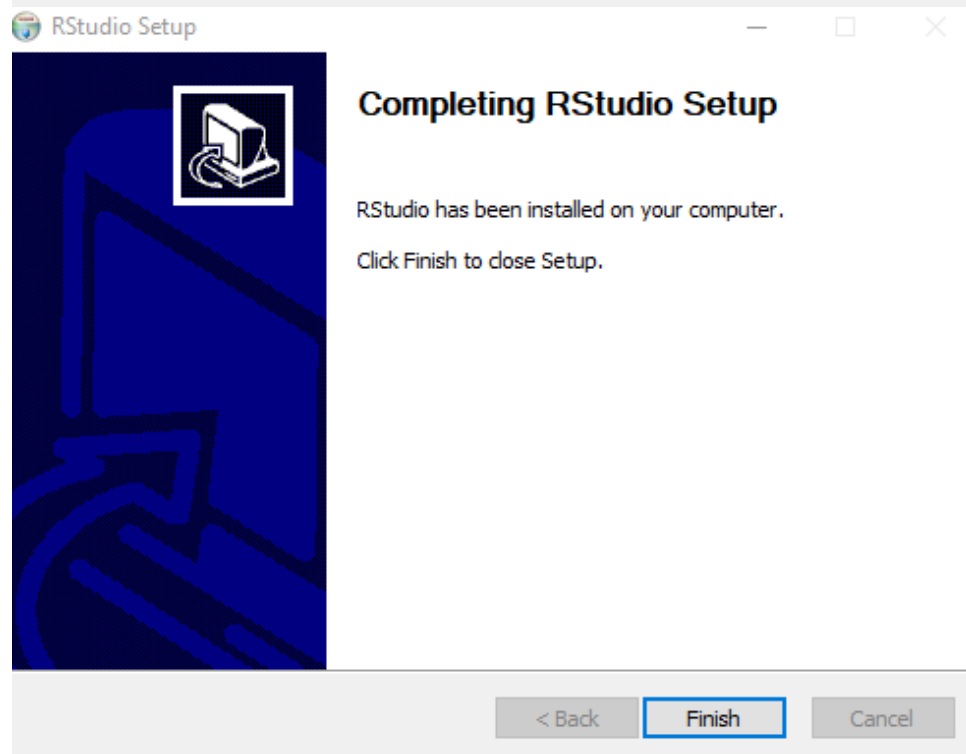 RStudio Setup
Completing RStudio Setup
RStudio has been installed on your computer.
Click Finish to close Setup.
< Back
Finish
Cancel